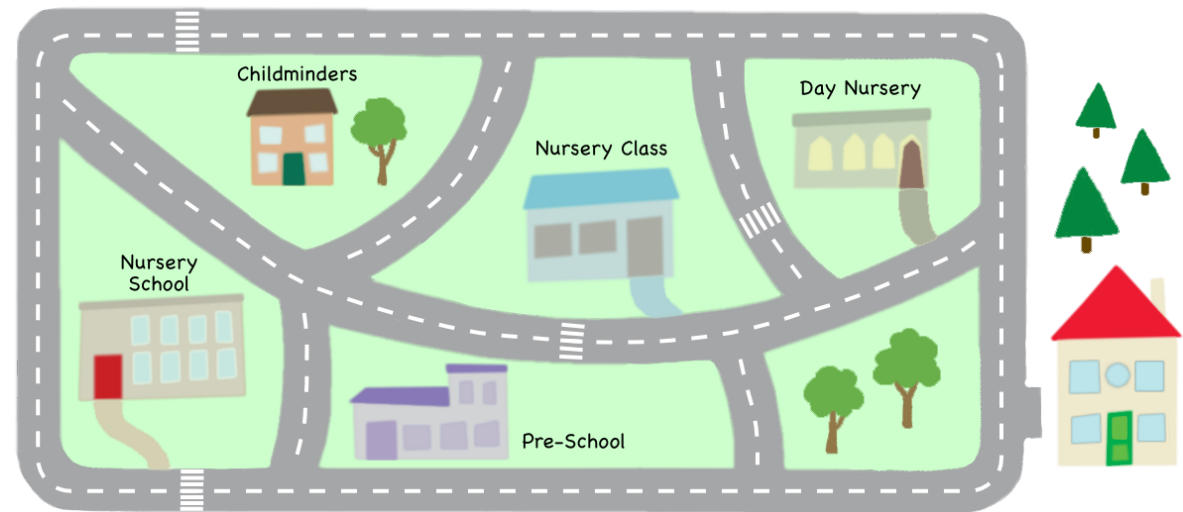 Childminders
Day Nursery
Nursery Class
Nursery
School
Pre-School